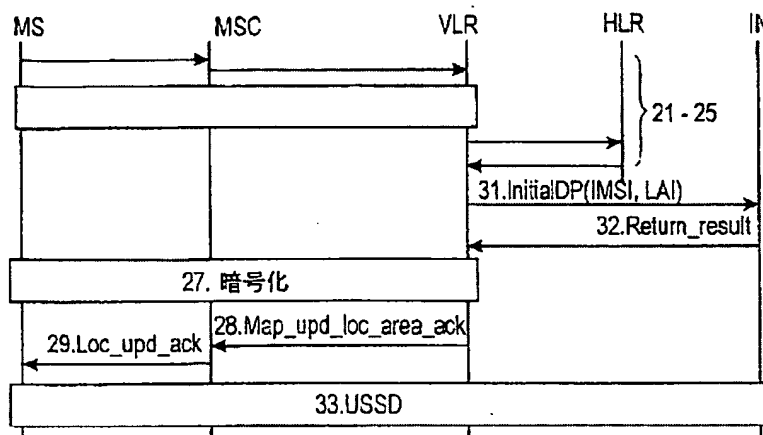 MS MSC VLR HLR IN
21 - 25
31.InitialDP(IMSI, LAI)
32.Return_result
27. 暗号化
28.Map_upd_loc_area_ack
29.Loc_upd_ack
33.USSD